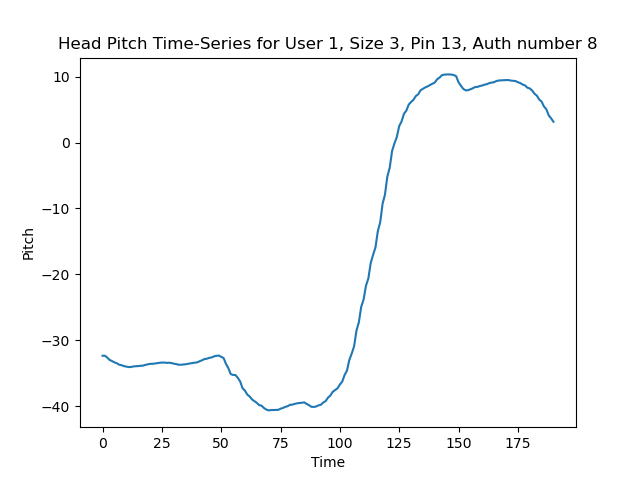 Head Pitch Time-Series for User 1, Size 3, Pin 13, Auth number 8
10
0
−10
−20
−30
−40
Pitch
0 25 50 75 100 125 150 175
Time